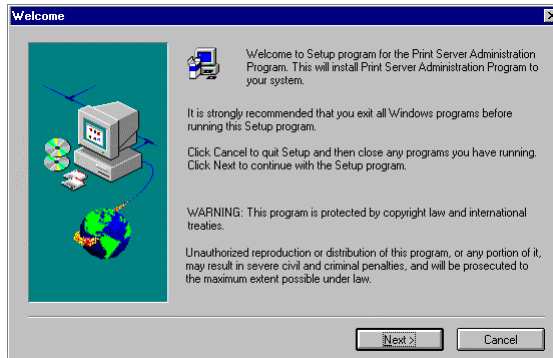 Welcome
Welcome to Setup program for the Print Server Administration
Program. This will install Print Server Administration Program to
your system.
It is strongly recommended that you exit all Windows programs before
running this Setup program.
Click Cancel to quit Setup and then close any programs you have running.
Click Next to continue with the Setup program.
WARNING: This program is protected by copyright law and international
treaties.
Unauthorized reproduction or distribution of this program, or any portion of it,
may result in severe civil and criminal penalties, and will be prosecuted to
the maximum extent possible under law.
Next >
Cancel